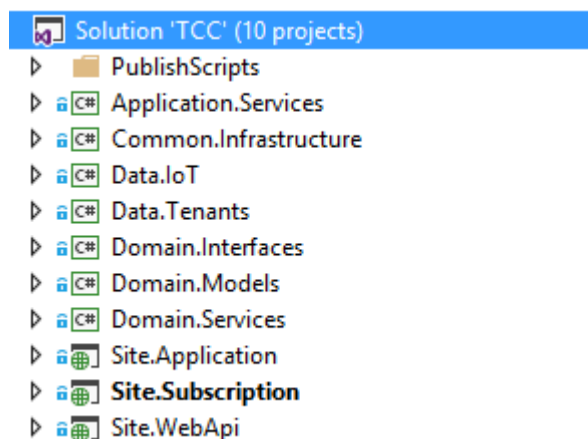 Solution 'TCC' (10 projects)
PublishScripts
C# Application.Services
C# Common.Infrastructure
C# Data.IoT
C# Data.Tenants
C# Domain.Interfaces
C# Domain.Models
C# Domain.Services
Site.Application
Site.Subscription
Site.WebApi